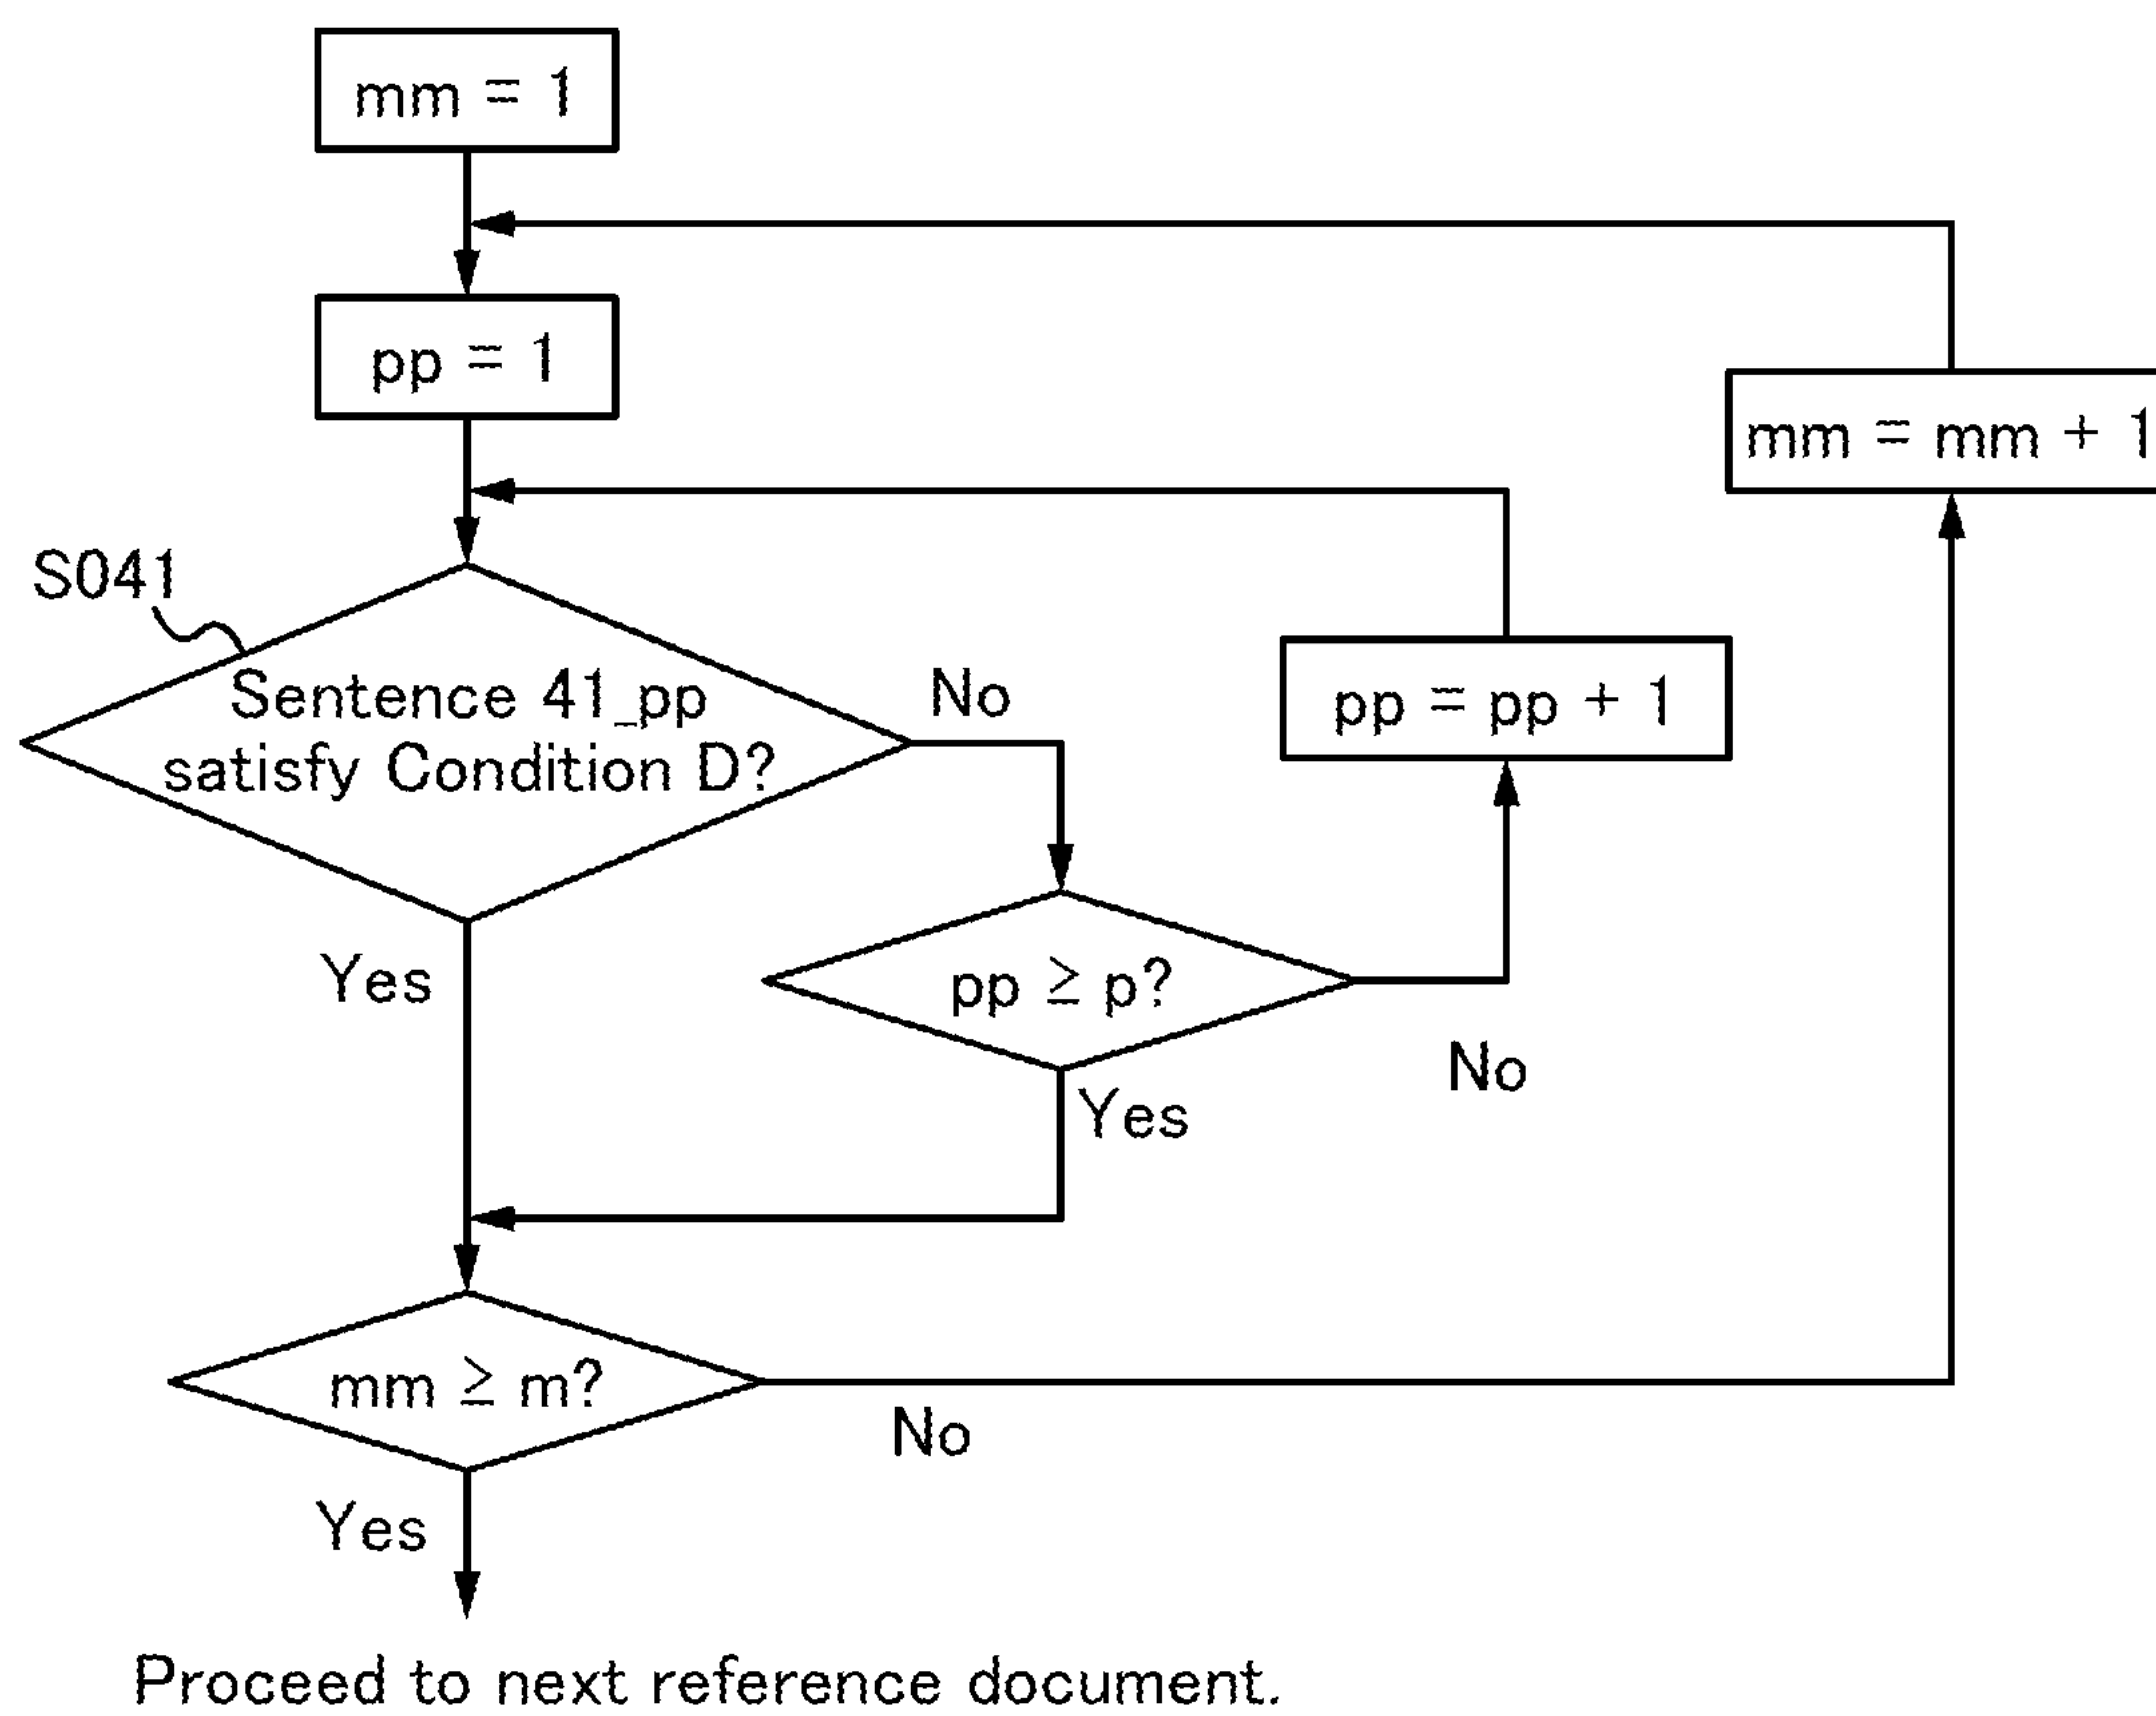 mm = 1
pp = 1
mm = mm + 1
S041
Sentence 41_pp
satisfy Condition D?
No
pp = pp + 1
Yes
pp ≥ p?
No
Yes
mm ≥ m?
No
Yes
Proceed to next reference document.